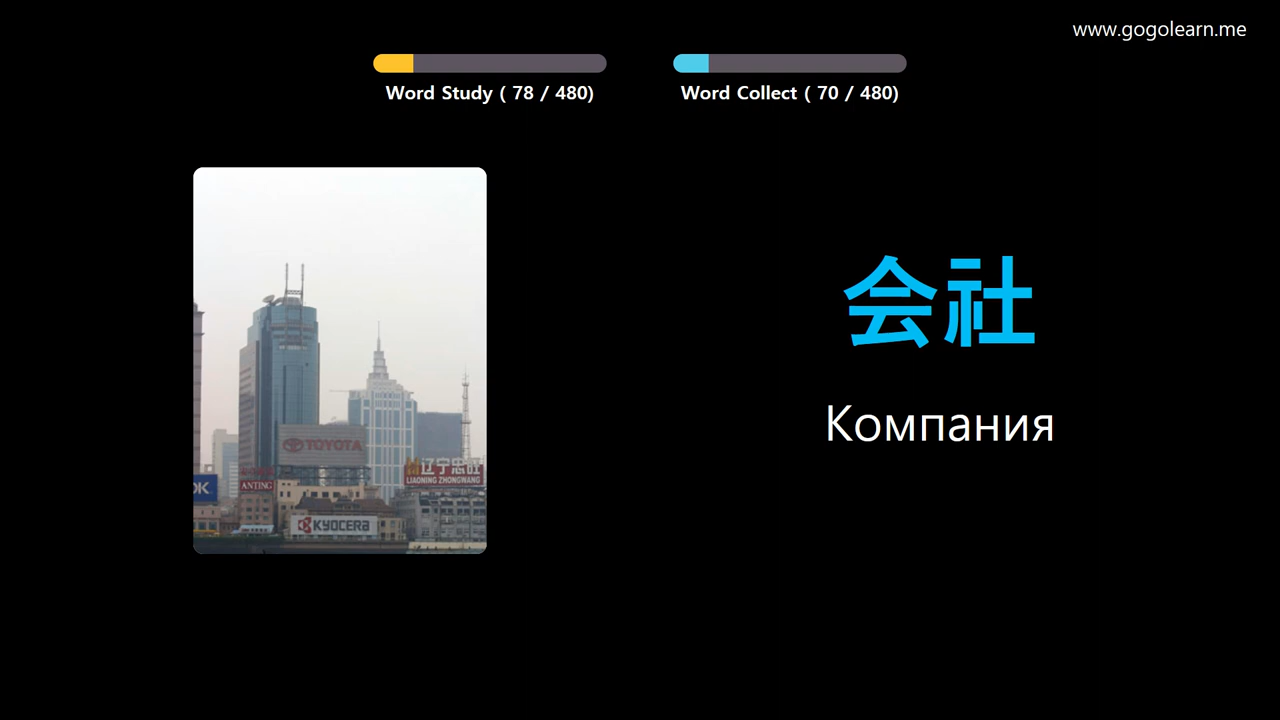 www.gogolearn.me
Word Study ( 78 / 480)
Word Collect ( 70 / 480)
会社
Компания
TOYOTA
辽宁忠旺
LIAONING ZHONGWANG
OK
ANTING
KYOCERA